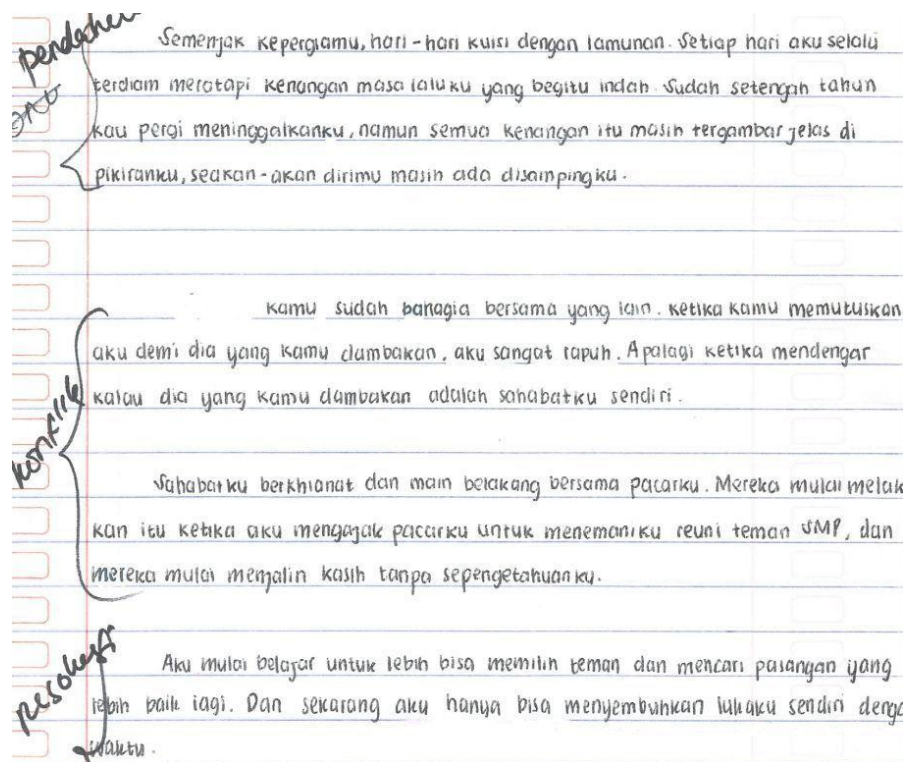 Semenjak kepergiamu, hari-hari kuisi dengan lamunan. Setiap hari aku selalu
terdiam meratapi kenangan masa laluku yang begitu indah. Sudah setengah tahun
kau pergi meninggalkanku, namun semua kenangan itu masih tergambar jelas di
pikiranku, seakan-akan dirimu masih ada disampingku.
Kamu sudah bahagia bersama yang lain. Ketika kamu memutuskan
aku demi dia yang kamu dambakan, aku sangat rapuh. Apalagi ketika mendengar
konflik
kalau dia yang kamu dambakan adalah sahabatku sendiri.
Sahabatku berkhianat dan main belakang bersama pacarku. Mereka mulai melak
kan itu ketika aku mengajak pacarku untuk menemaniku reuni teman SMP, dan
mereka mulai menjalin kasih tanpa sepengetahuanku.
resolusi
Aku mulai belajar untuk lebih bisa memilih teman dan mencari pasangan yang
lebih baik lagi. Dan sekarang aku hanya bisa menyembuhkan lukaku sendiri denga
waktu.